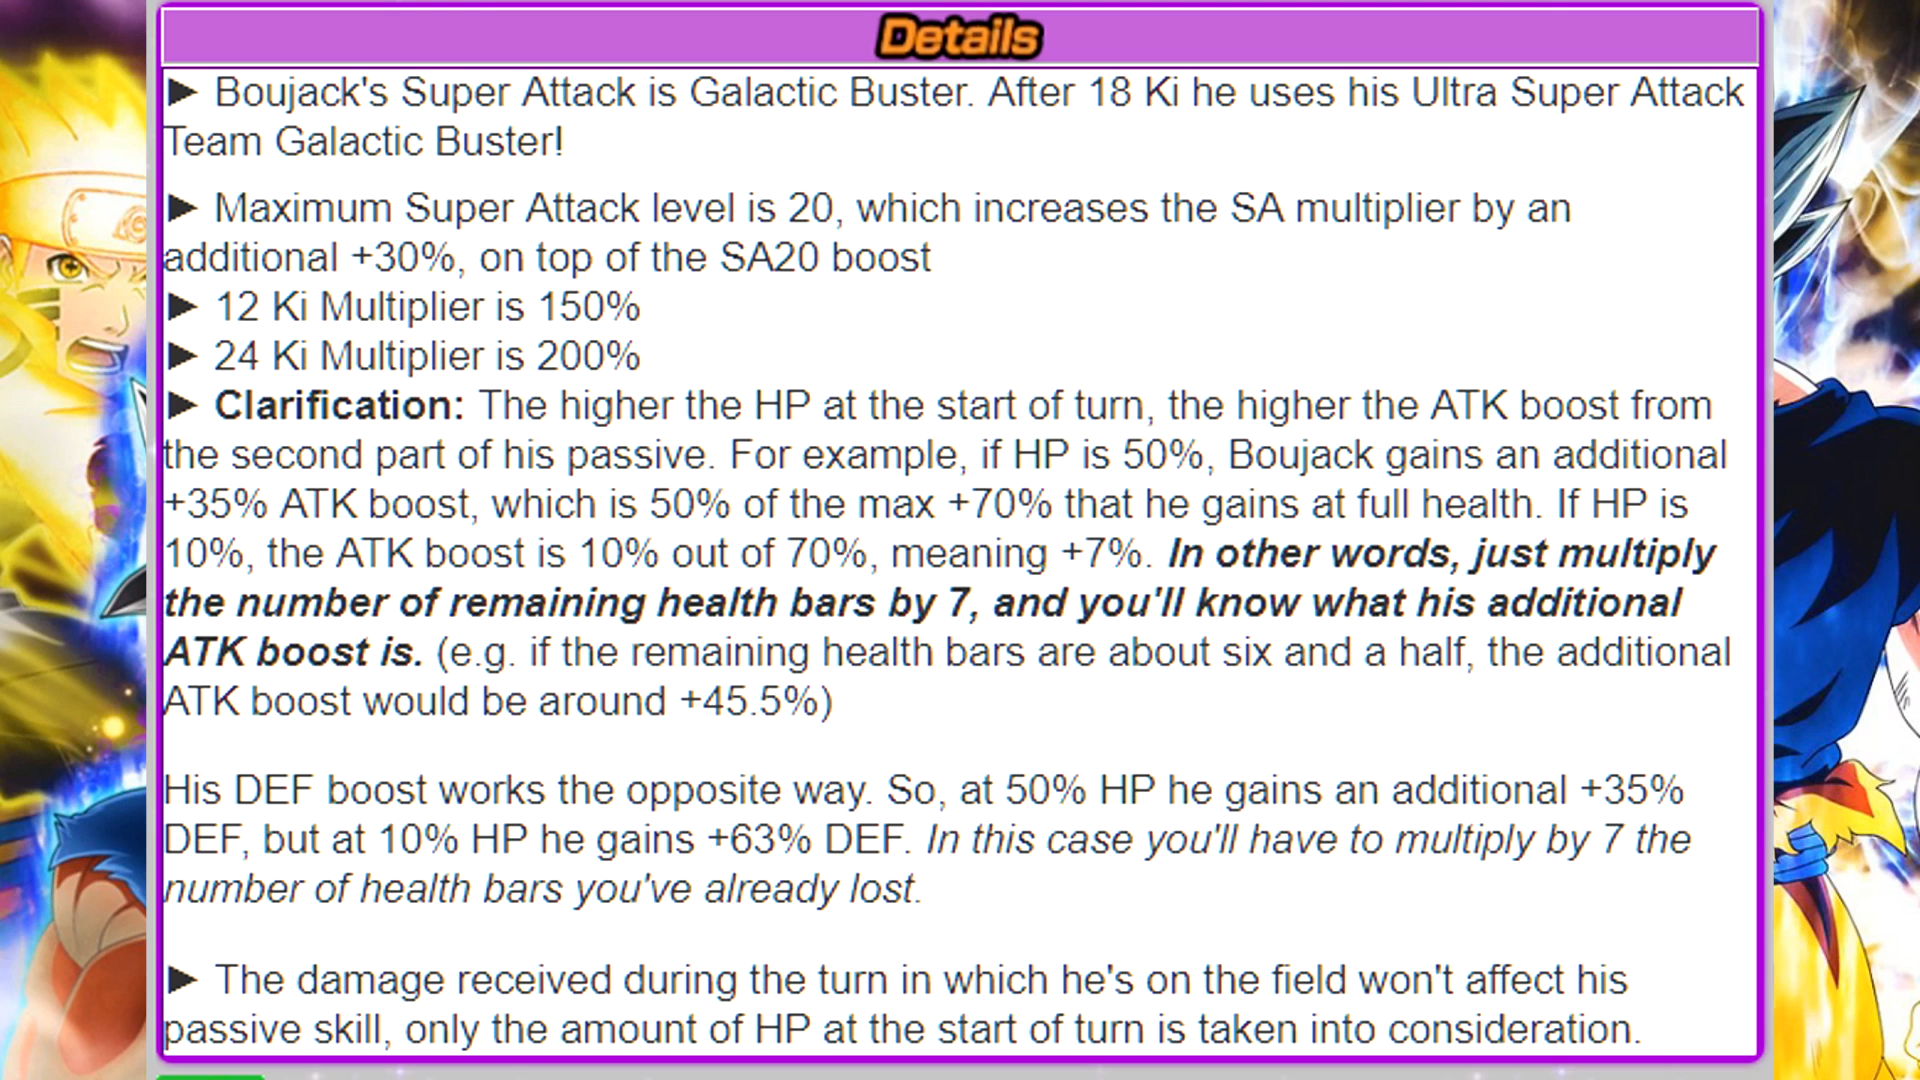 Details
► Boujack's Super Attack is Galactic Buster. After 18 Ki he uses his Ultra Super Attack
Team Galactic Buster!
► Maximum Super Attack level is 20, which increases the SA multiplier by an
additional +30%, on top of the SA20 boost
► 12 Ki Multiplier is 150%
► 24 Ki Multiplier is 200%
► Clarification: The higher the HP at the start of turn, the higher the ATK boost from
the second part of his passive. For example, if HP is 50%, Boujack gains an additional
+35% ATK boost, which is 50% of the max +70% that he gains at full health. If HP is
10%, the ATK boost is 10% out of 70%, meaning +7%. In other words, just multiply
the number of remaining health bars by 7, and you'll know what his additional
ATK boost is. (e.g. if the remaining health bars are about six and a half, the additional
ATK boost would be around +45.5%)
His DEF boost works the opposite way. So, at 50% HP he gains an additional +35%
DEF, but at 10% HP he gains +63% DEF. In this case you'll have to multiply by 7 the
number of health bars you've already lost.
► The damage received during the turn in which he's on the field won't affect his
passive skill, only the amount of HP at the start of turn is taken into consideration.